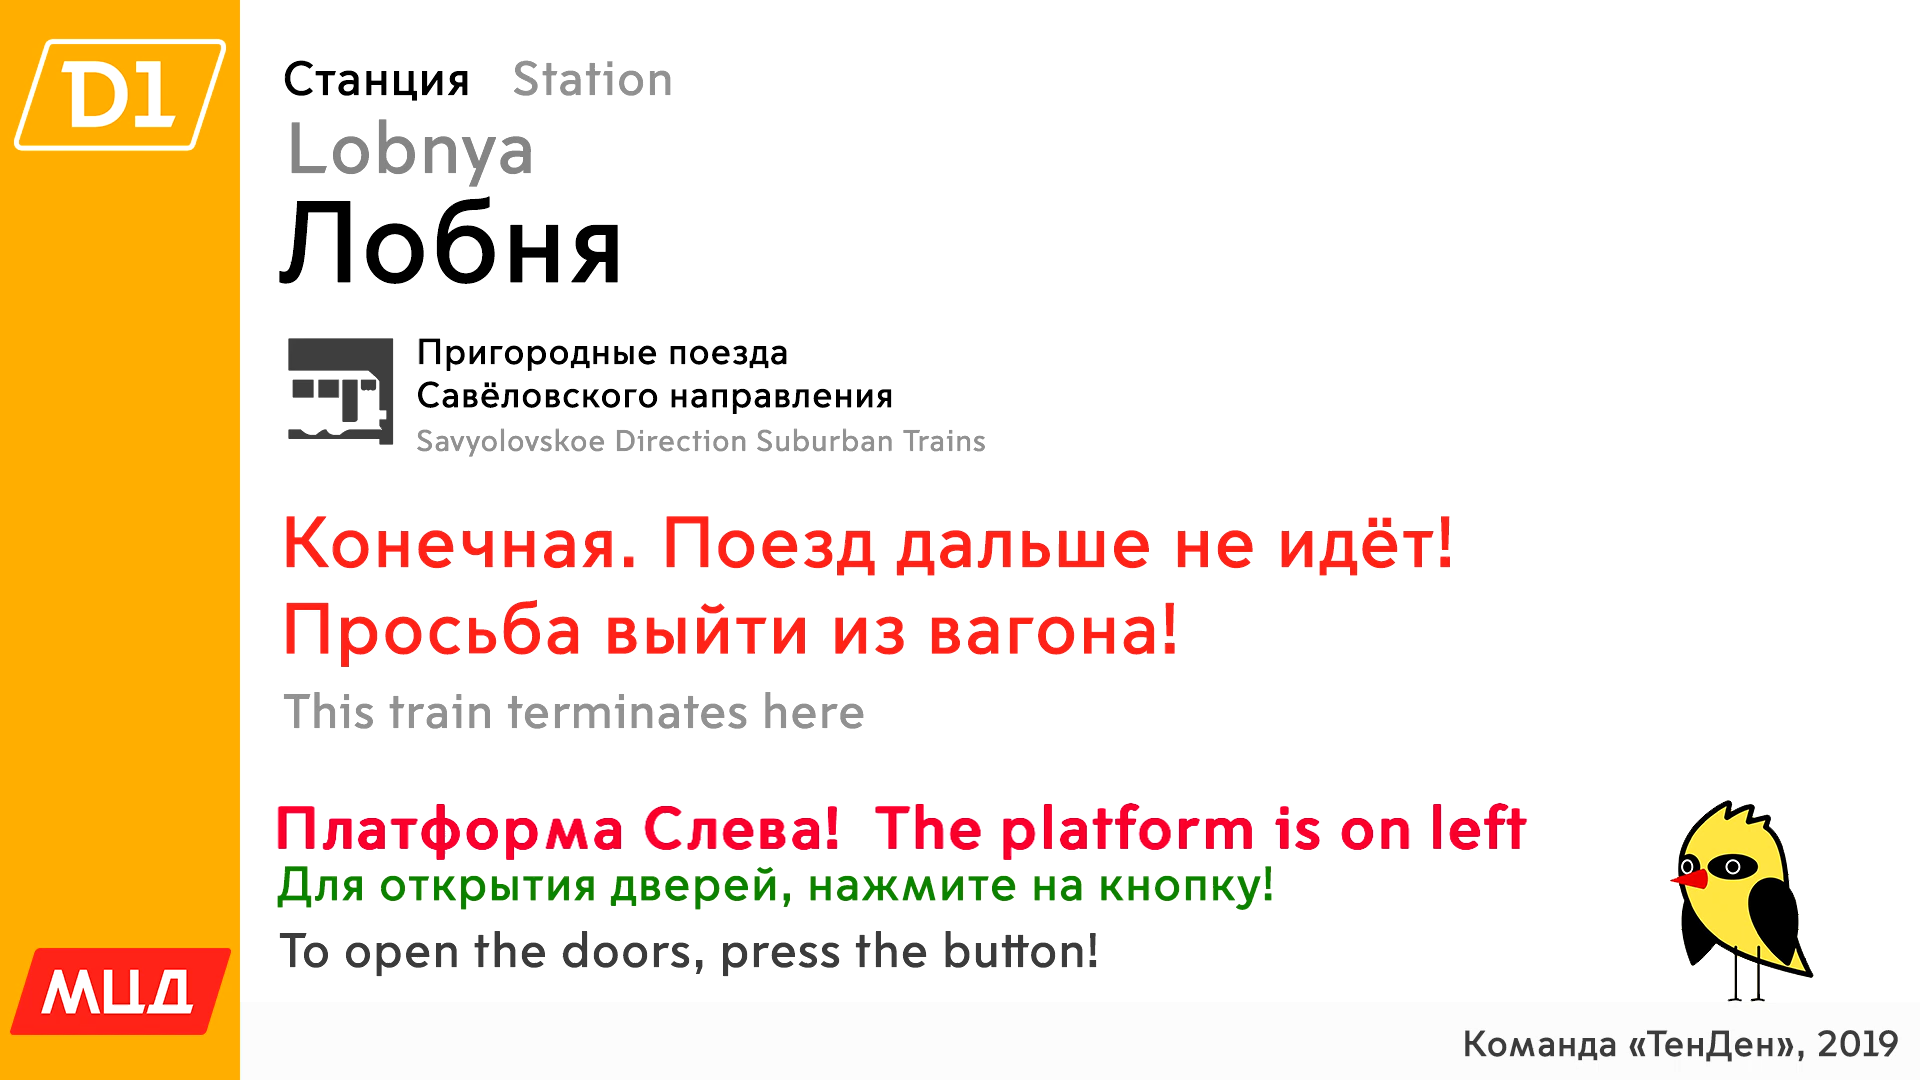 D1
Станция Station
Lobnya
Лобня
Пригородные поезда
Савёловского направления
Savyolovskoe Direction Suburban Trains
Конечная. Поезд дальше не идёт!
Просьба выйти из вагона!
This train terminates here
Платформа Слева! The platform is on left
Для открытия дверей, нажмите на кнопку!
To open the doors, press the button!
МЦД
Команда «ТенДен», 2019